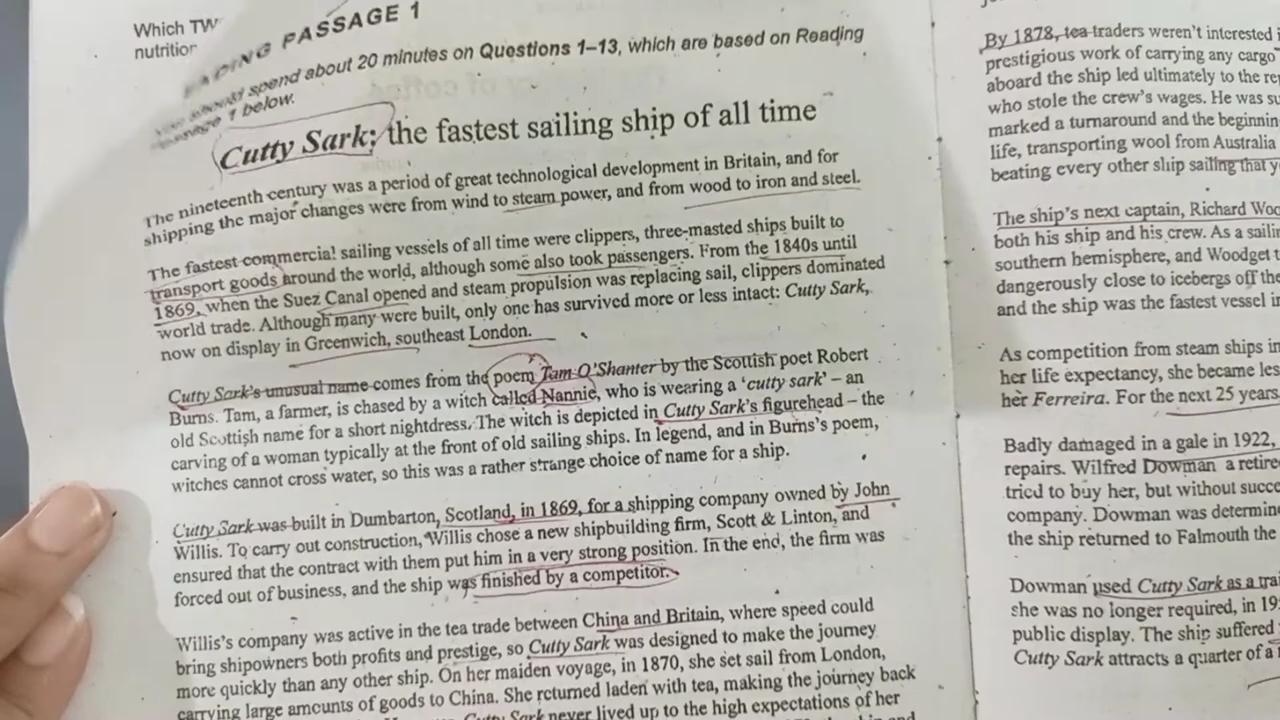 Which TW
nutrition
READING PASSAGE 1
You should spend about 20 minutes on Questions 1–13, which are based on Reading
Passage 1 below.
Cutty Sark: the fastest sailing ship of all time
The nineteenth century was a period of great technological development in Britain, and for
shipping the major changes were from wind to steam power, and from wood to iron and steel.
The fastest commercial sailing vessels of all time were clippers, three-masted ships built to
transport goods around the world, although some also took passengers. From the 1840s until
1869, when the Suez Canal opened and steam propulsion was replacing sail, clippers dominated
world trade. Although many were built, only one has survived more or less intact: Cutty Sark,
now on display in Greenwich, southeast London.
Cutty Sark's unusual name comes from the poem Tam O'Shanter by the Scottish poet Robert
Burns. Tam, a farmer, is chased by a witch called Nannie, who is wearing a 'cutty sark' – an
old Scottish name for a short nightdress. The witch is depicted in Cutty Sark's figurehead – the
carving of a woman typically at the front of old sailing ships. In legend, and in Burns's poem,
witches cannot cross water, so this was a rather strange choice of name for a ship.
Cutty Sark was built in Dumbarton, Scotland, in 1869, for a shipping company owned by John
Willis. To carry out construction, Willis chose a new shipbuilding firm, Scott & Linton, and
ensured that the contract with them put him in a very strong position. In the end, the firm was
forced out of business, and the ship was finished by a competitor.
Willis's company was active in the tea trade between China and Britain, where speed could
bring shipowners both profits and prestige, so Cutty Sark was designed to make the journey
more quickly than any other ship. On her maiden voyage, in 1870, she set sail from London,
carrying large amounts of goods to China. She returned laden with tea, making the journey back
Cutty Sark never lived up to the high expectations of her
By 1878, tea traders weren't interested i
prestigious work of carrying any cargo
aboard the ship led ultimately to the re
who stole the crew's wages. He was su
marked a turnaround and the beginnin
life, transporting wool from Australia
beating every other ship sailing that y
The ship's next captain, Richard Woo
both his ship and his crew. As a sailin
southern hemisphere, and Woodget t
dangerously close to icebergs off the
and the ship was the fastest vessel in
As competition from steam ships in
her life expectancy, she became les
her Ferreira. For the next 25 years
Badly damaged in a gale in 1922,
repairs. Wilfred Dowman a retire
tried to buy her, but without succe
company. Dowman was determine
the ship returned to Falmouth the
Dowman used Cutty Sark as a trai
she was no longer required, in 19
public display. The ship suffered
Cutty Sark attracts a quarter of a